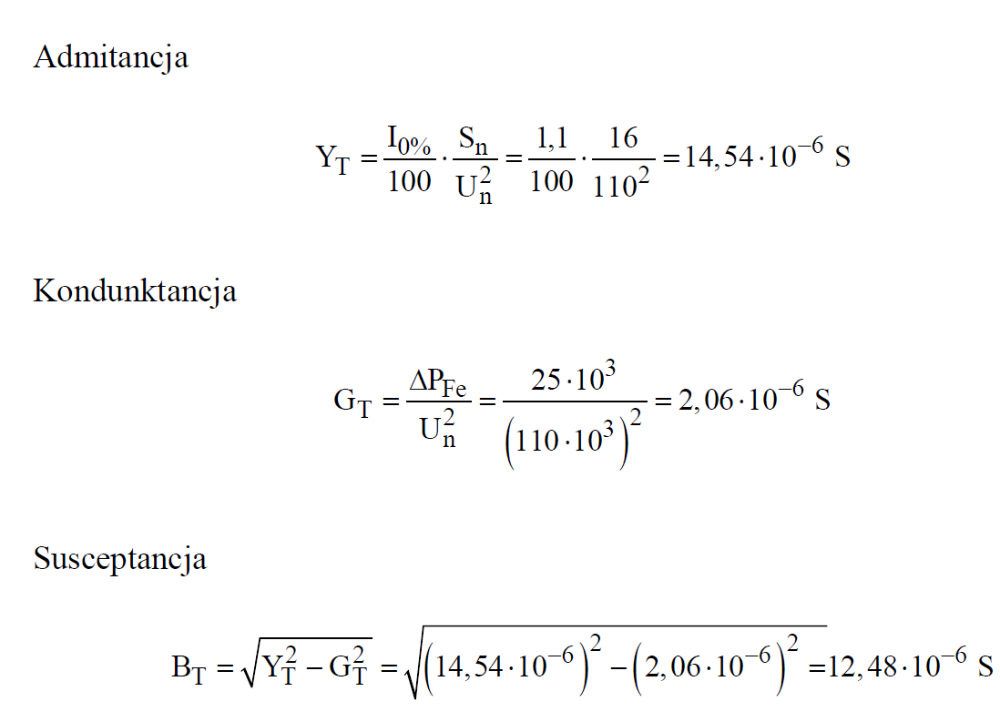 Admitancja
Y_T = I_0%/100 · S_n/U_n^2 = 1,1/100 · 16/110^2 = 14,54·10^−6 S
Kondunktancja
G_T = ΔP_Fe/U_n^2 = 25·10^3/(110·10^3)^2 = 2,06·10^−6 S
Susceptancja
B_T = √(Y_T^2 − G_T^2) = √((14,54·10^−6)^2 − (2,06·10^−6)^2) = 12,48·10^−6 S